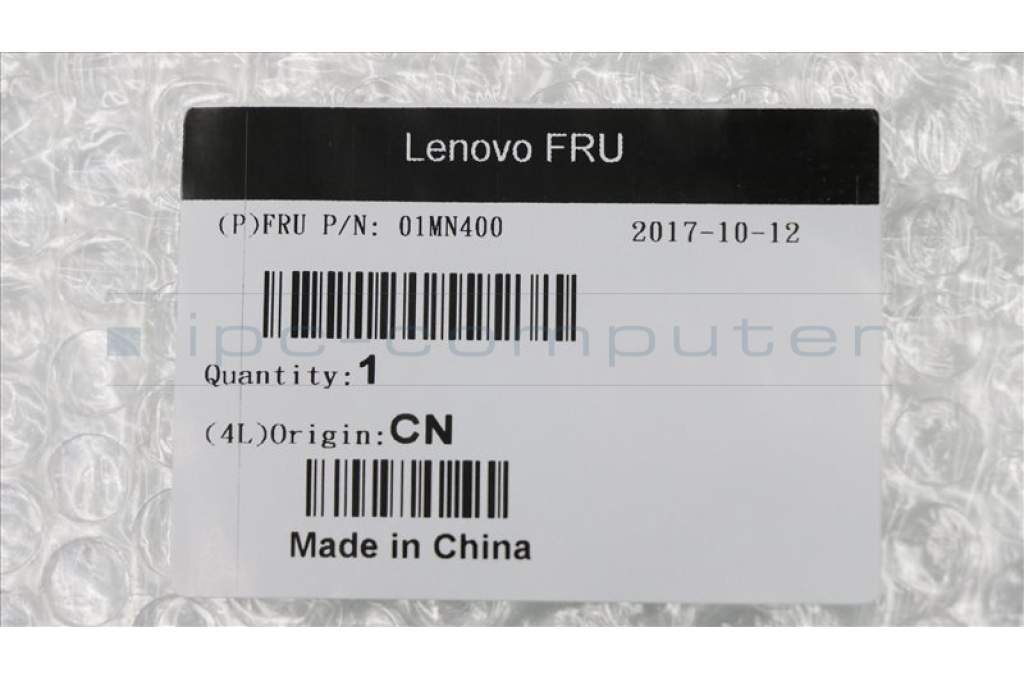 Lenovo FRU
(P)FRU P/N: 01MN400 2017-10-12
ipc-computer
Quantity:1
(4L)Origin:CN
Made in China